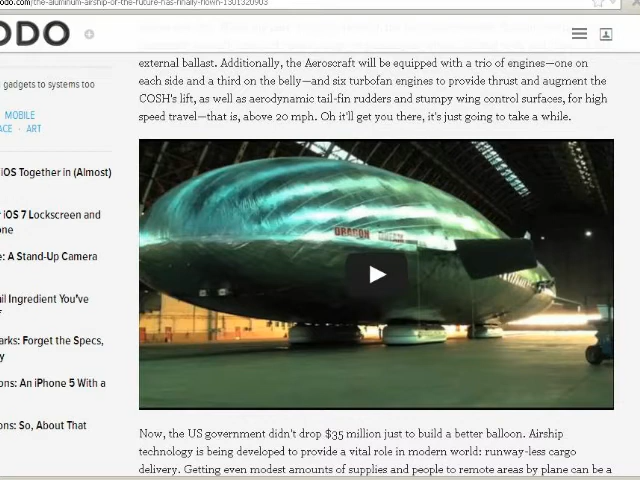 odo.com/the-aluminum-airship-of-the-future-has-finally-flown-1301320903
ODO
gadgets to systems too
MOBILE
ACE · ART
iOS Together in (Almost)
iOS 7 Lockscreen and
one
e: A Stand-Up Camera
ail Ingredient You've
arks: Forget the Specs,
y
ons: An iPhone 5 With a
ons: So, About That
external ballast. Additionally, the Aeroscraft will be equipped with a trio of engines—one on
each side and a third on the belly—and six turbofan engines to provide thrust and augment the
COSH's lift, as well as aerodynamic tail-fin rudders and stumpy wing control surfaces, for high
speed travel—that is, above 20 mph. Oh it'll get you there, it's just going to take a while.
DRAGON DREAM
Now, the US government didn't drop $35 million just to build a better balloon. Airship
technology is being developed to provide a vital role in modern world: runway-less cargo
delivery. Getting even modest amounts of supplies and people to remote areas by plane can be a